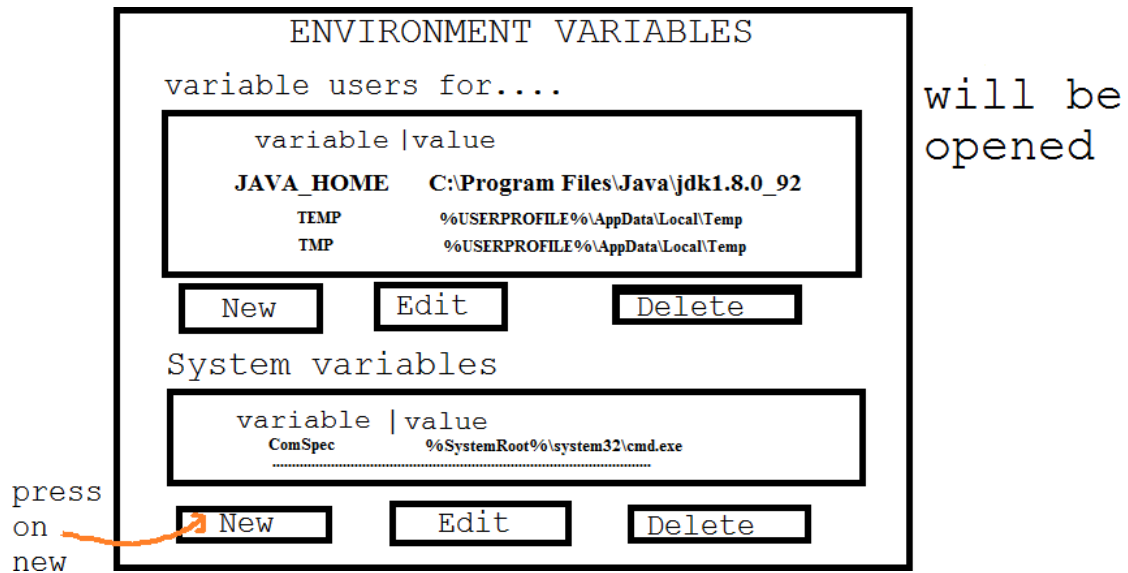 ENVIRONMENT VARIABLES
variable users for....
will be
opened
variable |value
JAVA_HOME C:\Program Files\Java\jdk1.8.0_92
TEMP %USERPROFILE%\AppData\Local\Temp
TMP %USERPROFILE%\AppData\Local\Temp
New Edit Delete
System variables
variable |value
ComSpec %SystemRoot%\system32\cmd.exe
press
on
new
New Edit Delete